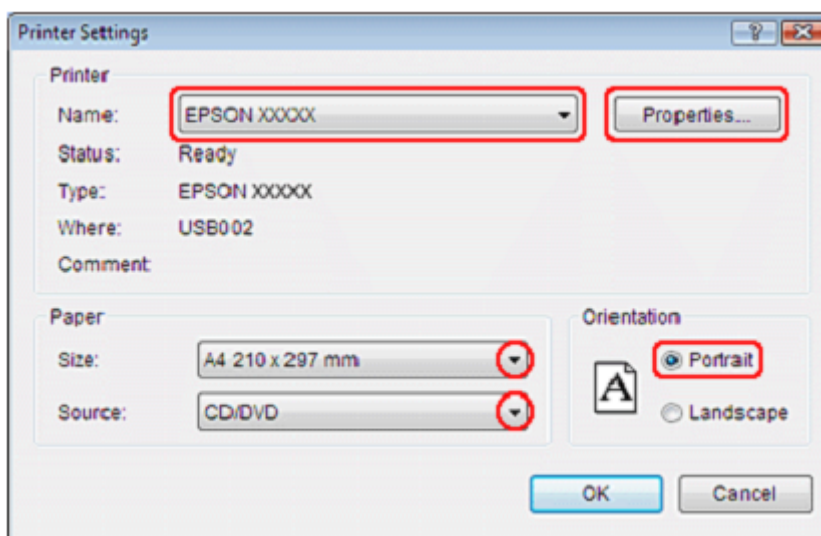 Printer Settings
Printer
Name: EPSON XXXXX Properties...
Status: Ready
Type: EPSON XXXXX
Where: USB002
Comment:
Paper
Size: A4 210 x 297 mm
Source: CD/DVD
Orientation
A
Portrait
Landscape
OK Cancel